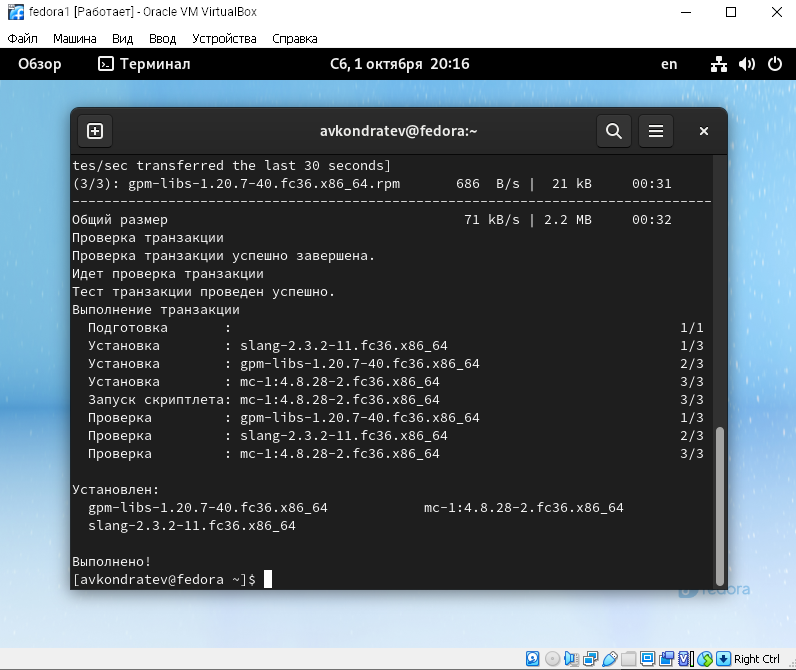 fedora1 [Работает] - Oracle VM VirtualBox
Файл Машина Вид Ввод Устройства Справка
Обзор Терминал Сб, 1 октября 20:16 en
avkondratev@fedora:~
tes/sec transferred the last 30 seconds]
(3/3): gpm-libs-1.20.7-40.fc36.x86_64.rpm 686 B/s | 21 kB 00:31
--------------------------------------------------------------------------------
Общий размер 71 kB/s | 2.2 MB 00:32
Проверка транзакции
Проверка транзакции успешно завершена.
Идет проверка транзакции
Тест транзакции проведен успешно.
Выполнение транзакции
Подготовка : 1/1
Установка : slang-2.3.2-11.fc36.x86_64 1/3
Установка : gpm-libs-1.20.7-40.fc36.x86_64 2/3
Установка : mc-1:4.8.28-2.fc36.x86_64 3/3
Запуск скриптлета: mc-1:4.8.28-2.fc36.x86_64 3/3
Проверка : gpm-libs-1.20.7-40.fc36.x86_64 1/3
Проверка : slang-2.3.2-11.fc36.x86_64 2/3
Проверка : mc-1:4.8.28-2.fc36.x86_64 3/3
Установлен:
gpm-libs-1.20.7-40.fc36.x86_64 mc-1:4.8.28-2.fc36.x86_64
slang-2.3.2-11.fc36.x86_64
Выполнено!
[avkondratev@fedora ~]$
fedora
Right Ctrl